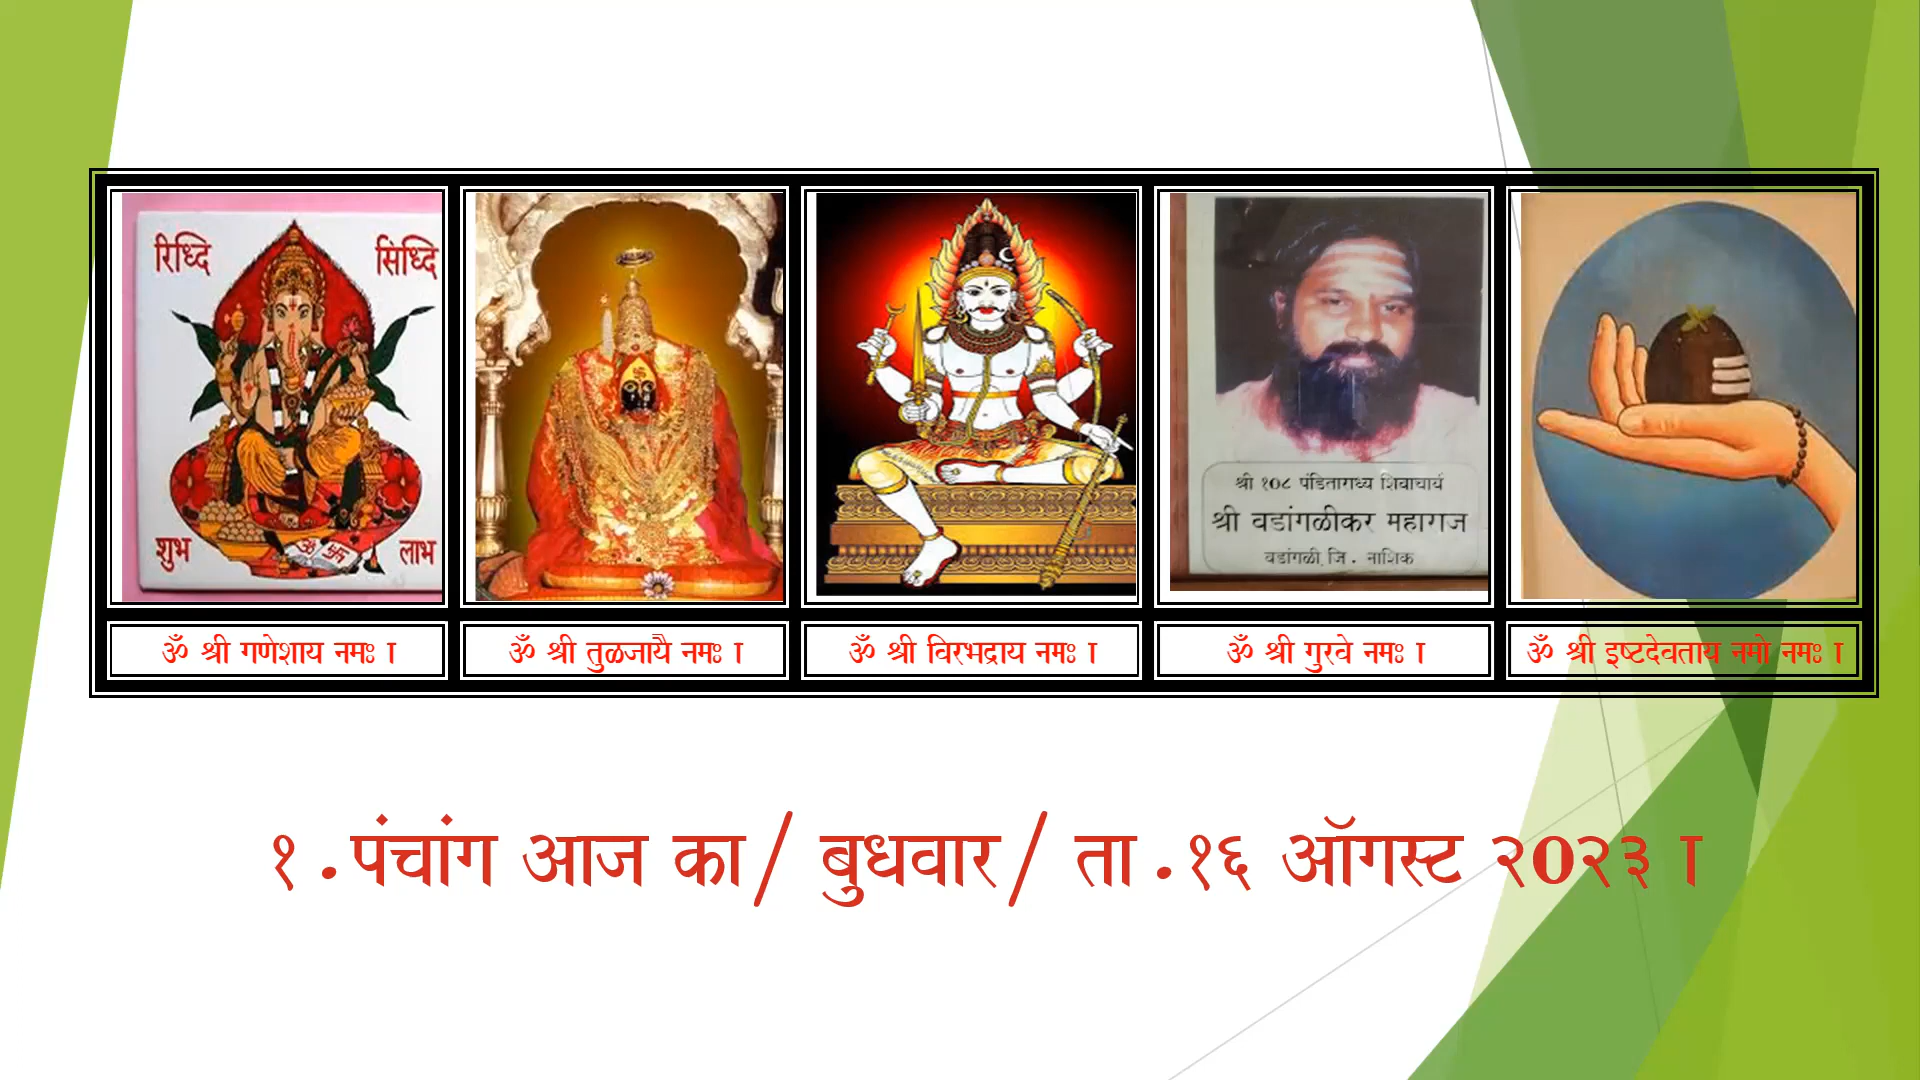 रिध्दि सिध्दि
शुभ लाभ
श्री १०८ पंडिताराध्य शिवाचार्य
श्री वडांगळीकर महाराज
वडांगळी जि. नाशिक
ॐ श्री गणेशाय नमः ।
ॐ श्री तुळजायै नमः ।
ॐ श्री विरभद्राय नमः ।
ॐ श्री गुरवे नमः ।
ॐ श्री इष्टदेवताय नमो नमः ।
१.पंचांग आज का/ बुधवार/ ता.१६ ऑगस्ट २०२३ ।